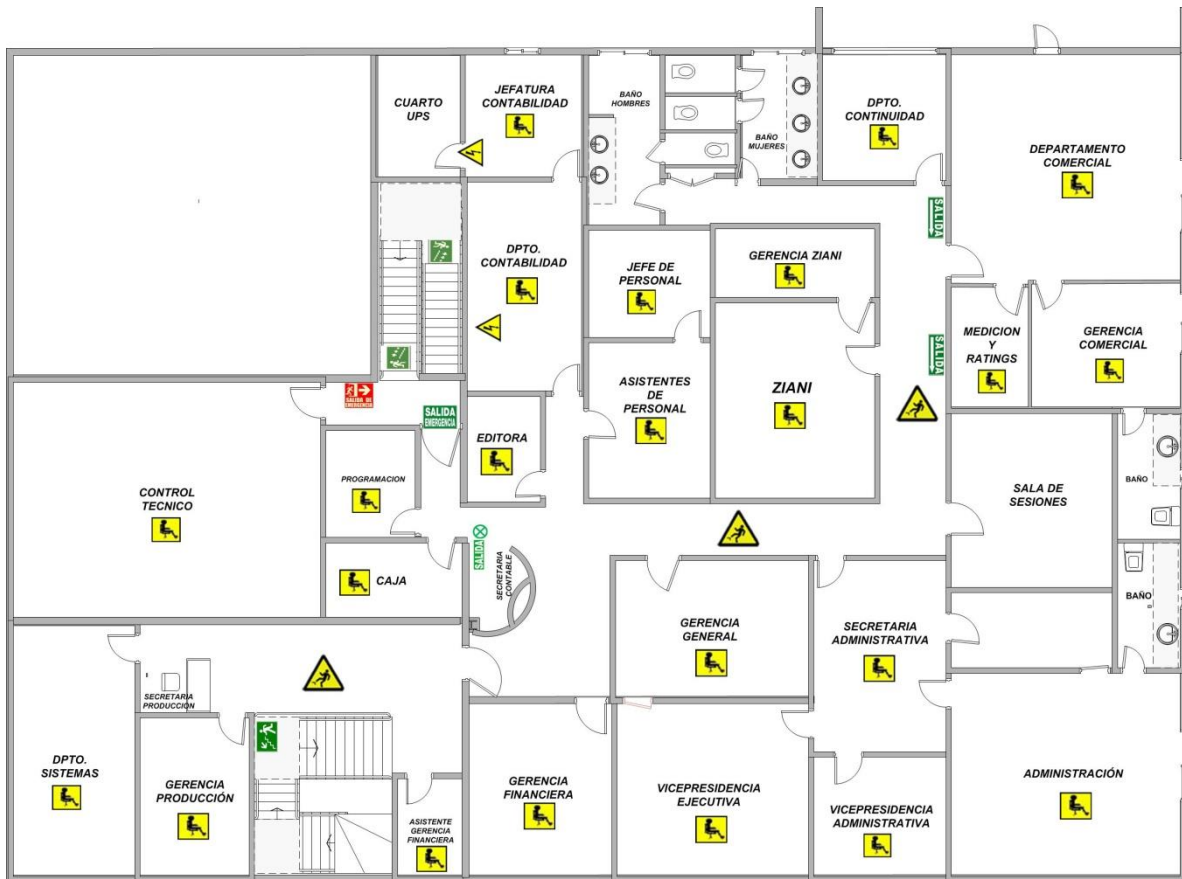 CUARTO
UPS
JEFATURA
CONTABILIDAD
BAÑO
HOMBRES
BAÑO
MUJERES
DPTO.
CONTINUIDAD
DEPARTAMENTO
COMERCIAL
SALIDA
DPTO.
CONTABILIDAD
JEFE DE
PERSONAL
GERENCIA ZIANI
MEDICION
Y
RATINGS
GERENCIA
COMERCIAL
SALIDA
SALIDA DE
EMERGENCIA
SALIDA
EMERGENCIA
ASISTENTES
DE
PERSONAL
ZIANI
EDITORA
PROGRAMACION
CONTROL
TECNICO
SALA DE
SESIONES
BAÑO
SALIDA
SECRETARIA
CONTABLE
CAJA
BAÑO
GERENCIA
GENERAL
SECRETARIA
ADMINISTRATIVA
SECRETARIA
PRODUCCIÓN
DPTO.
SISTEMAS
GERENCIA
PRODUCCIÓN
ASISTENTE
GERENCIA
FINANCIERA
GERENCIA
FINANCIERA
VICEPRESIDENCIA
EJECUTIVA
VICEPRESIDENCIA
ADMINISTRATIVA
ADMINISTRACIÓN